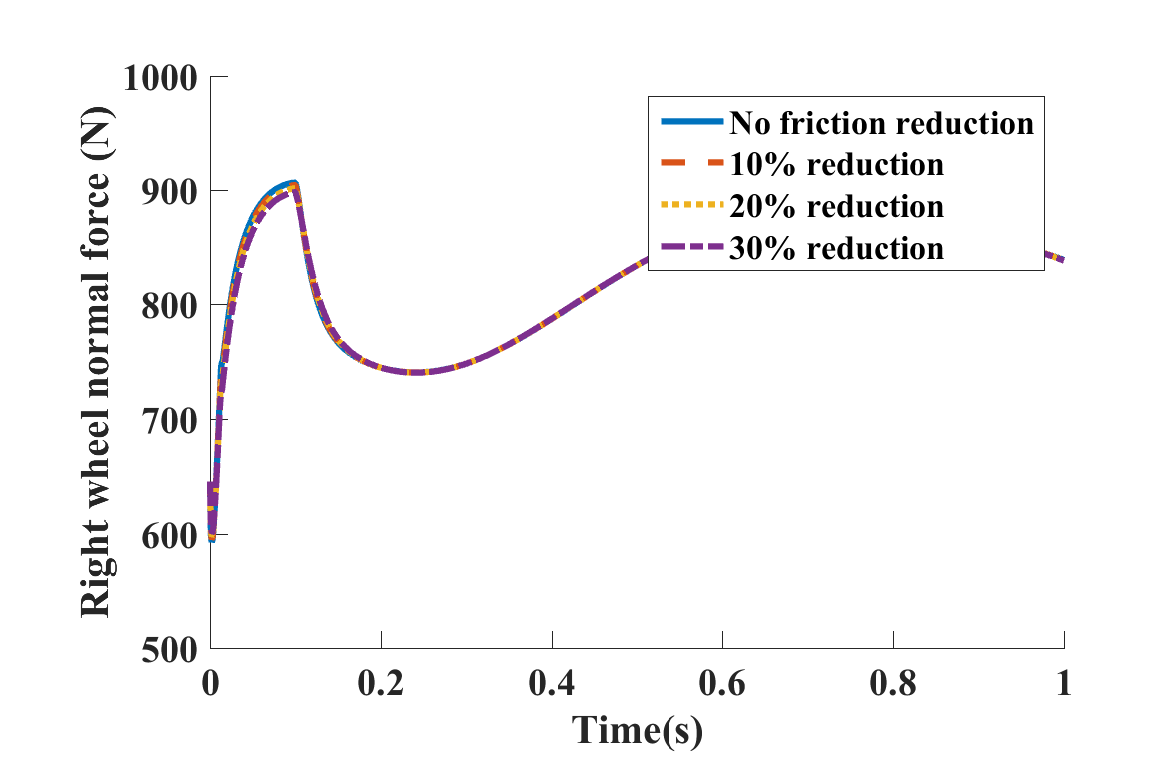 1000
900
800
700
600
500
0
0.2
0.4
0.6
0.8
1
Right wheel normal force (N)
Time(s)
No friction reduction
10% reduction
20% reduction
30% reduction